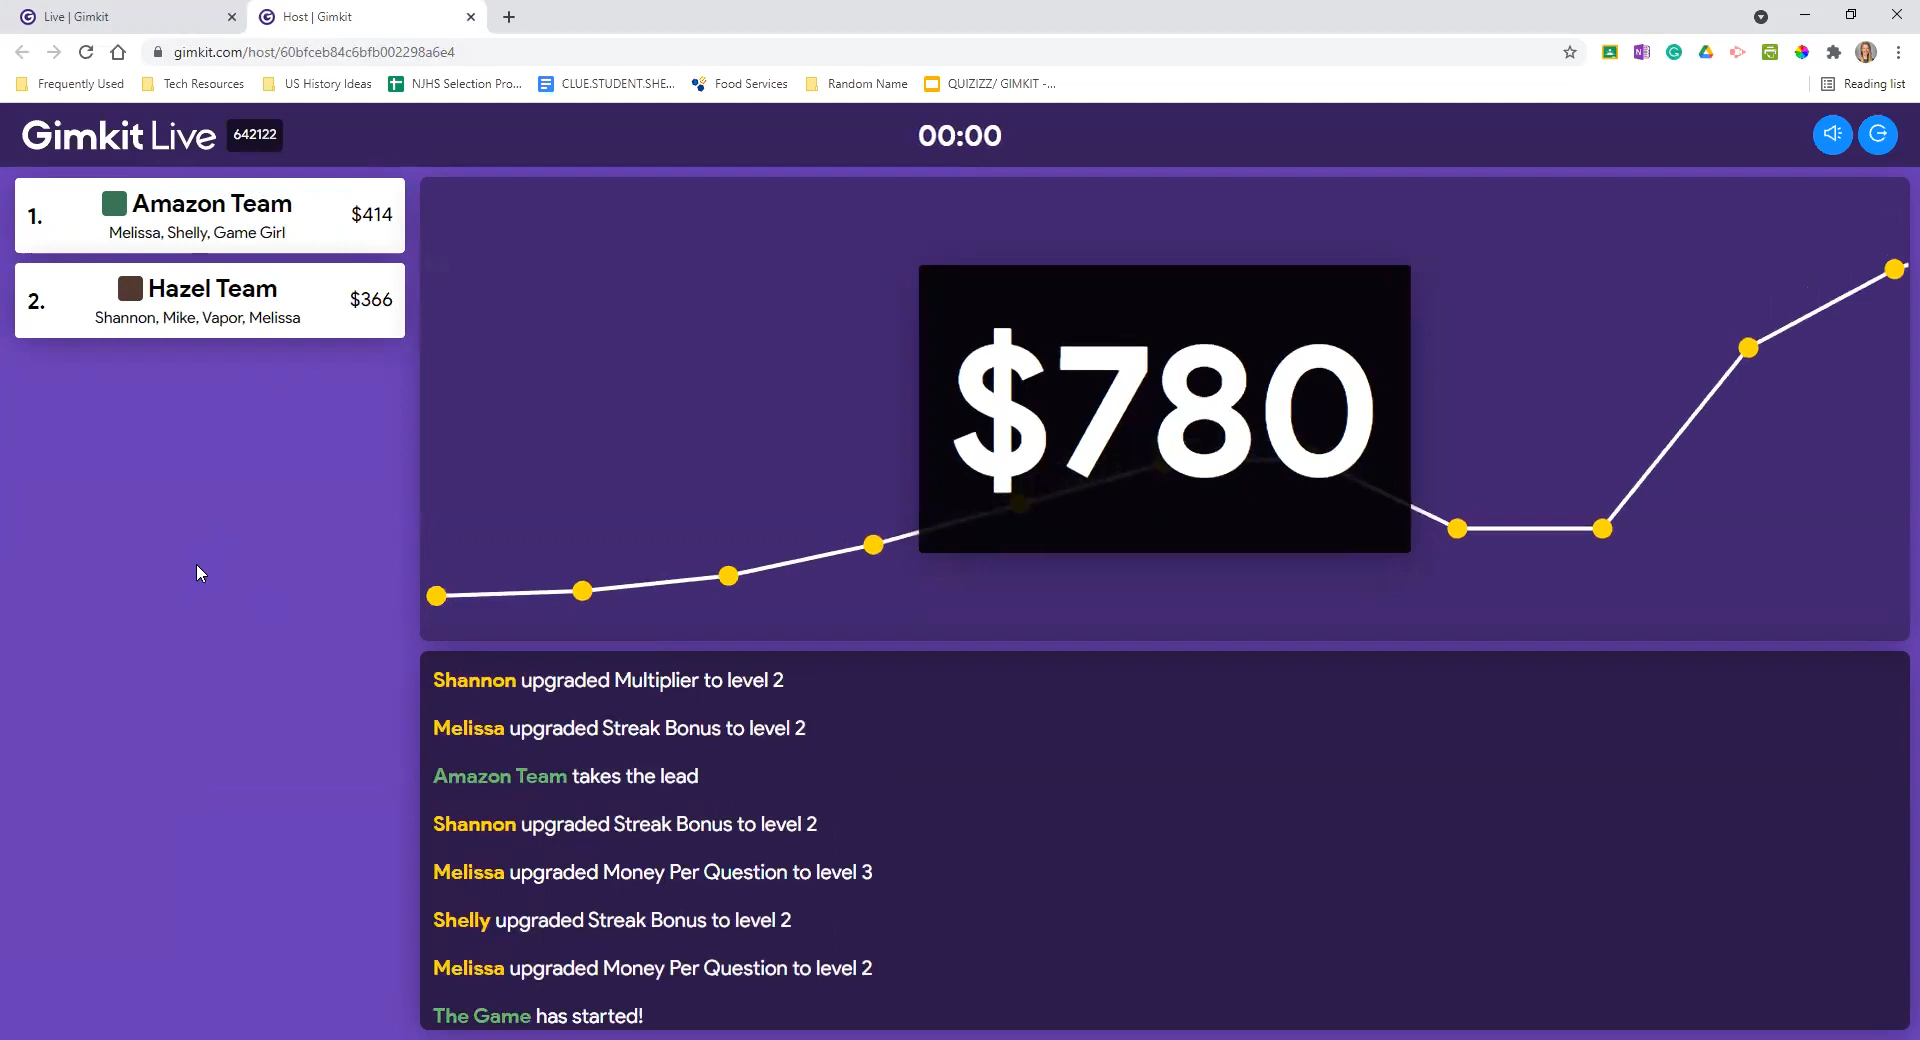 Live | Gimkit
Host | Gimkit
gimkit.com/host/60bfceb84c6bfb002298a6e4
Frequently Used
Tech Resources
US History Ideas
NJHS Selection Pro...
CLUE.STUDENT.SHE...
Food Services
Random Name
QUIZIZZ/ GIMKIT -...
Reading list
Gimkit Live
642122
00:00
1.
Amazon Team
$414
Melissa, Shelly, Game Girl
2.
Hazel Team
$366
Shannon, Mike, Vapor, Melissa
$780
Shannon upgraded Multiplier to level 2
Melissa upgraded Streak Bonus to level 2
Amazon Team takes the lead
Shannon upgraded Streak Bonus to level 2
Melissa upgraded Money Per Question to level 3
Shelly upgraded Streak Bonus to level 2
Melissa upgraded Money Per Question to level 2
The Game has started!